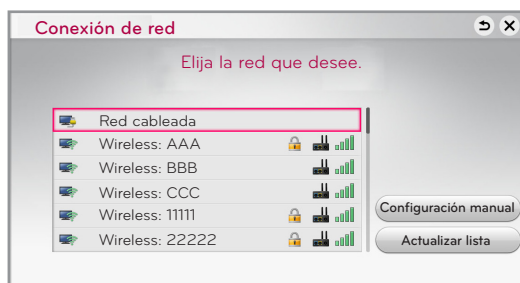 Conexión de red
Elija la red que desee.
Red cableada
Wireless: AAA
Wireless: BBB
Wireless: CCC
Wireless: 11111
Wireless: 22222
Configuración manual
Actualizar lista